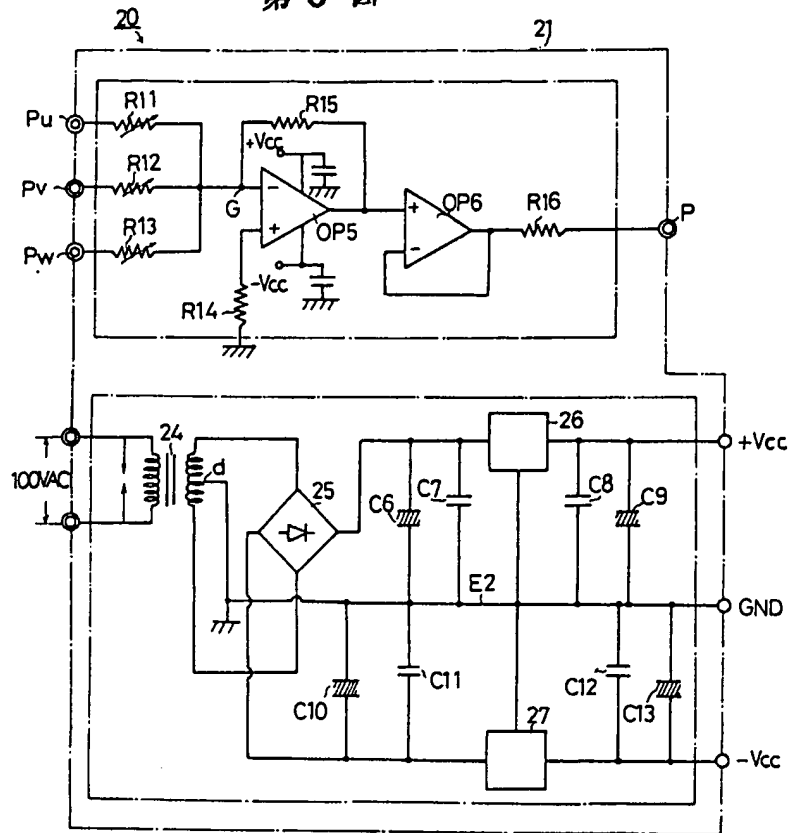 20
21
Pu
R11
R15
+Vcc
Pv
R12
G
OP5
OP6
R16
P
Pw
R13
-Vcc
R14
24
d
25
26
+Vcc
100VAC
C6
C7
C8
C9
E2
GND
C10
C11
C12
C13
27
-Vcc